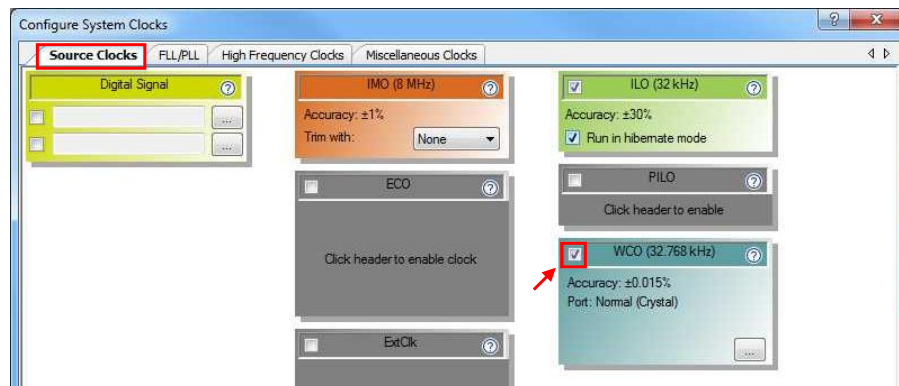 Configure System Clocks
Source Clocks FLL/PLL High Frequency Clocks Miscellaneous Clocks
Digital Signal
...
...
IMO (8 MHz)
Accuracy: ±1%
Trim with: None
ECO
Click header to enable clock
ExtClk
ILO (32 kHz)
Accuracy: ±30%
Run in hibernate mode
PILO
Click header to enable
WCO (32.768 kHz)
Accuracy: ±0.015%
Port: Normal (Crystal)
...